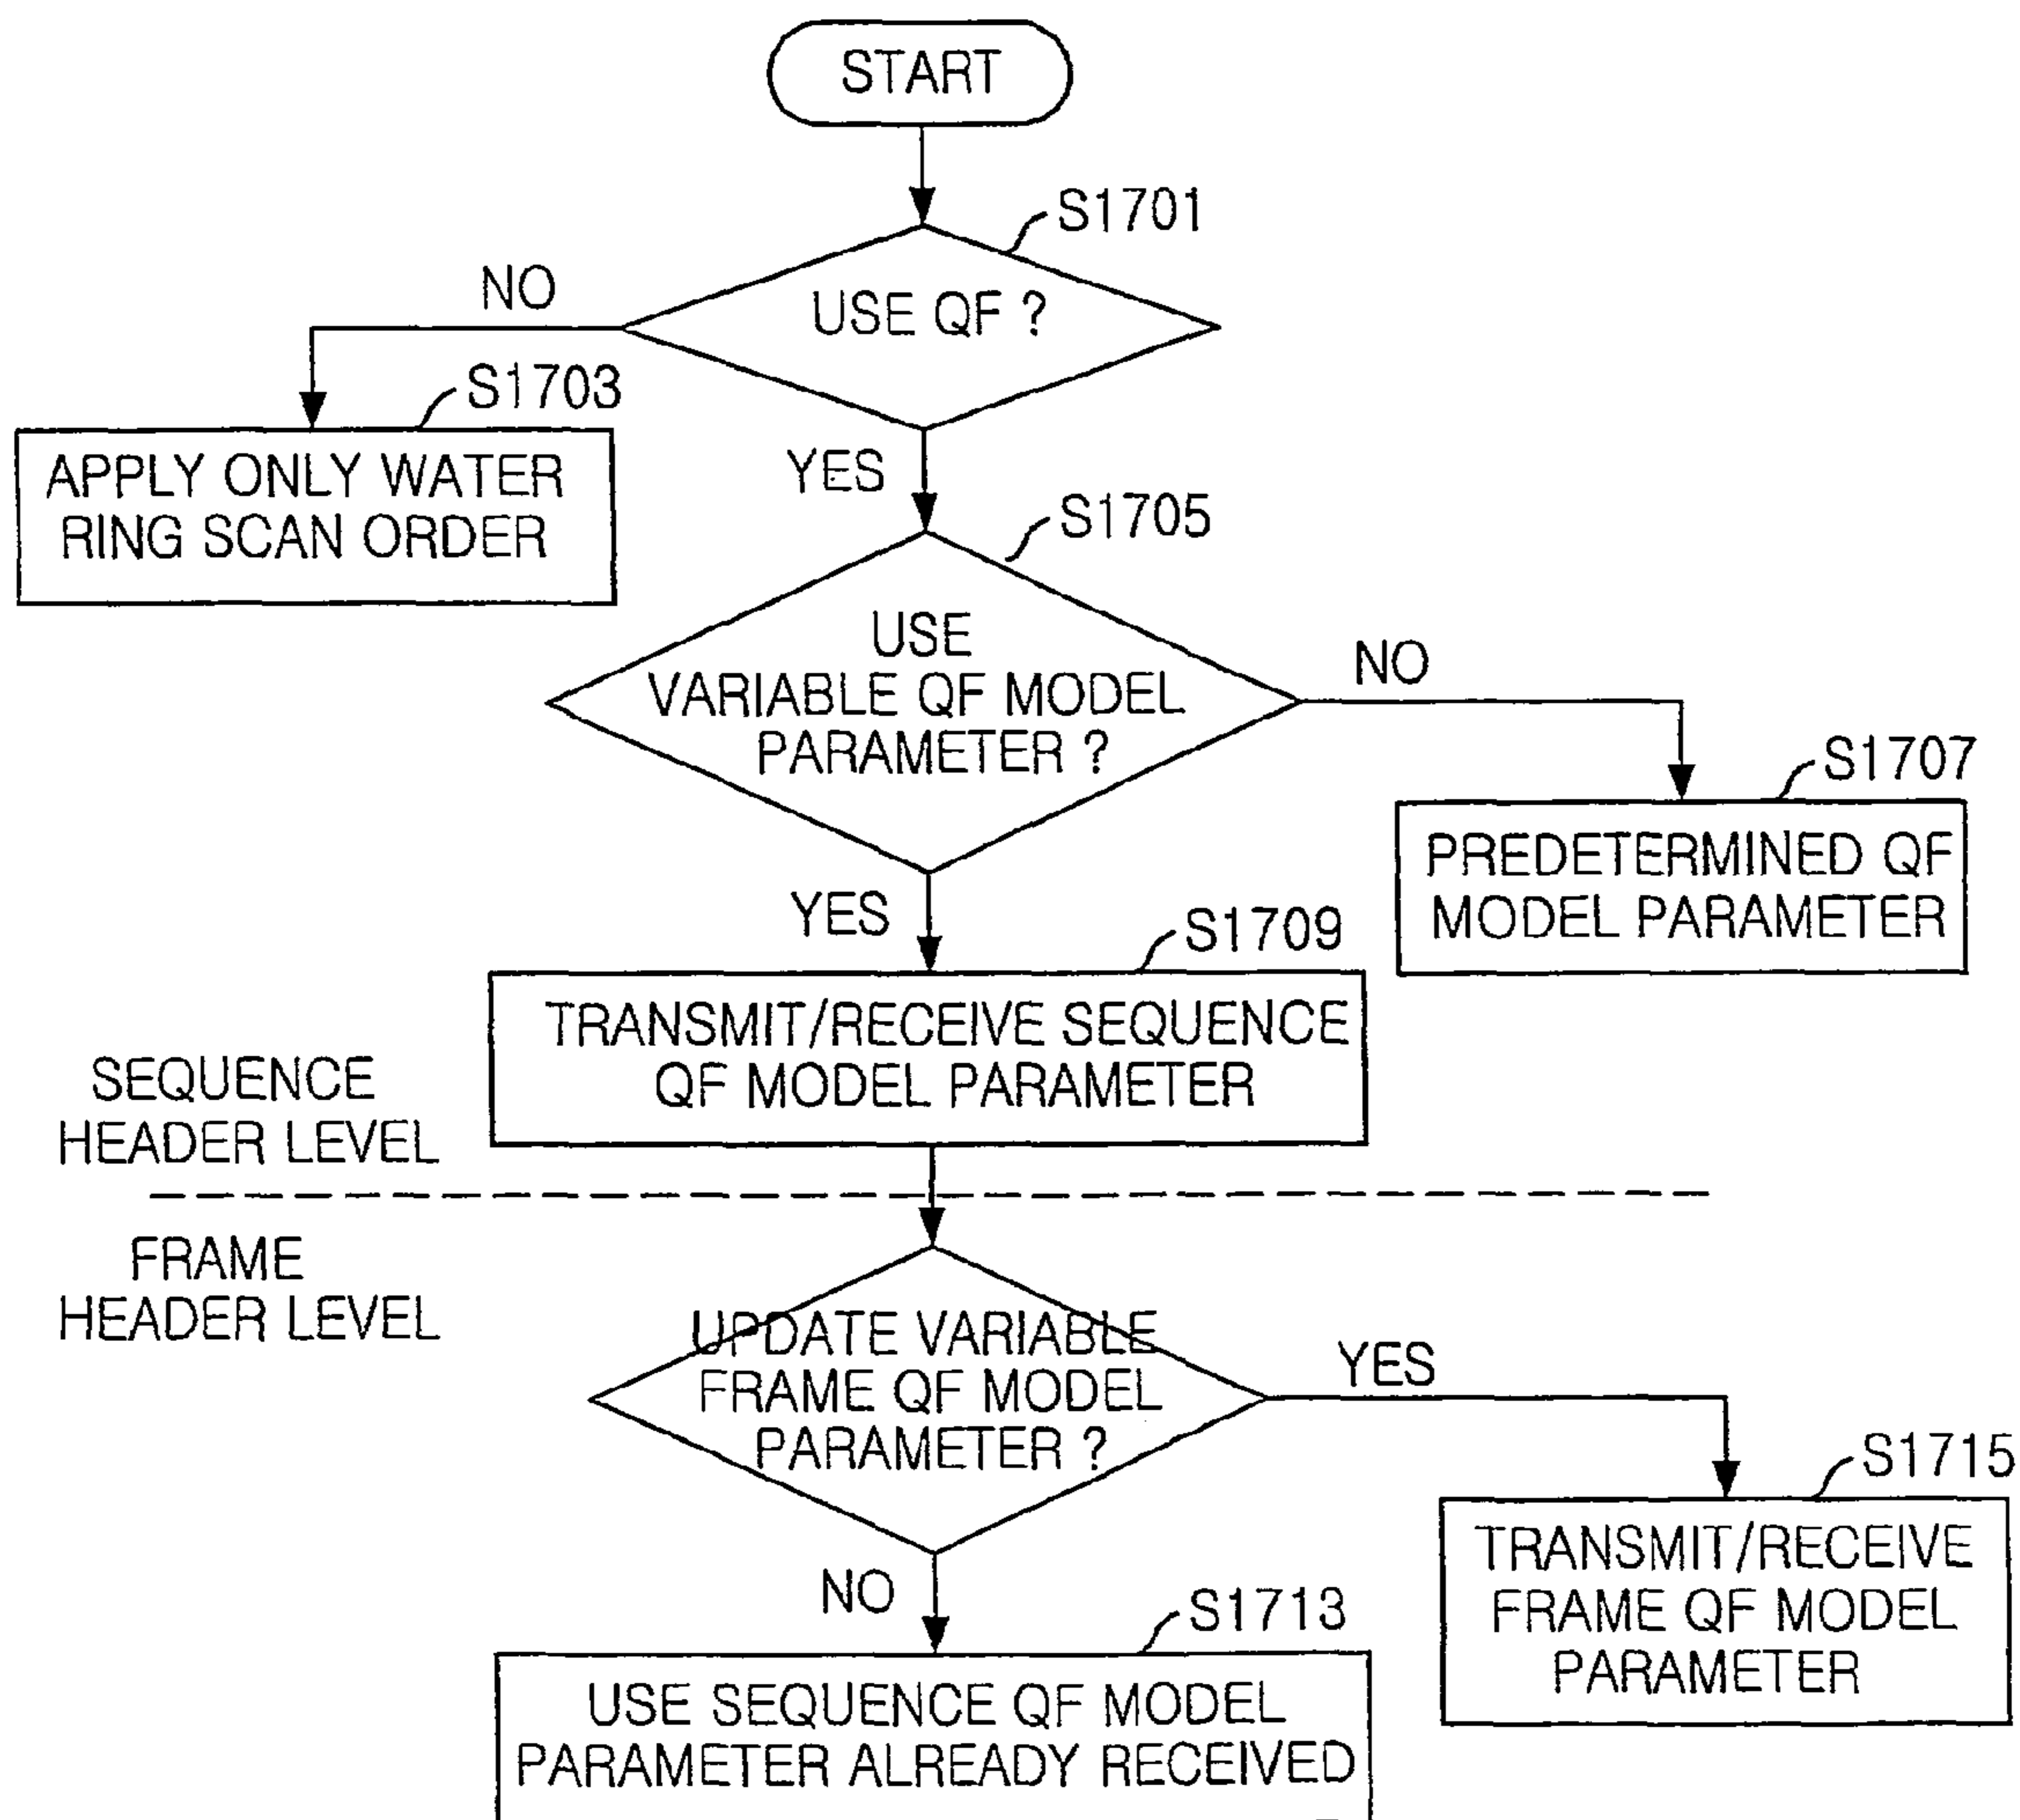 START
S1701
USE QF ?
NO
S1703
APPLY ONLY WATER
RING SCAN ORDER
YES
S1705
USE
VARIABLE QF MODEL
PARAMETER ?
NO
S1707
PREDETERMINED QF
MODEL PARAMETER
YES
S1709
TRANSMIT/RECEIVE SEQUENCE
QF MODEL PARAMETER
SEQUENCE
HEADER LEVEL
FRAME
HEADER LEVEL
UPDATE VARIABLE
FRAME QF MODEL
PARAMETER ?
YES
S1715
TRANSMIT/RECEIVE
FRAME QF MODEL
PARAMETER
NO
S1713
USE SEQUENCE QF MODEL
PARAMETER ALREADY RECEIVED